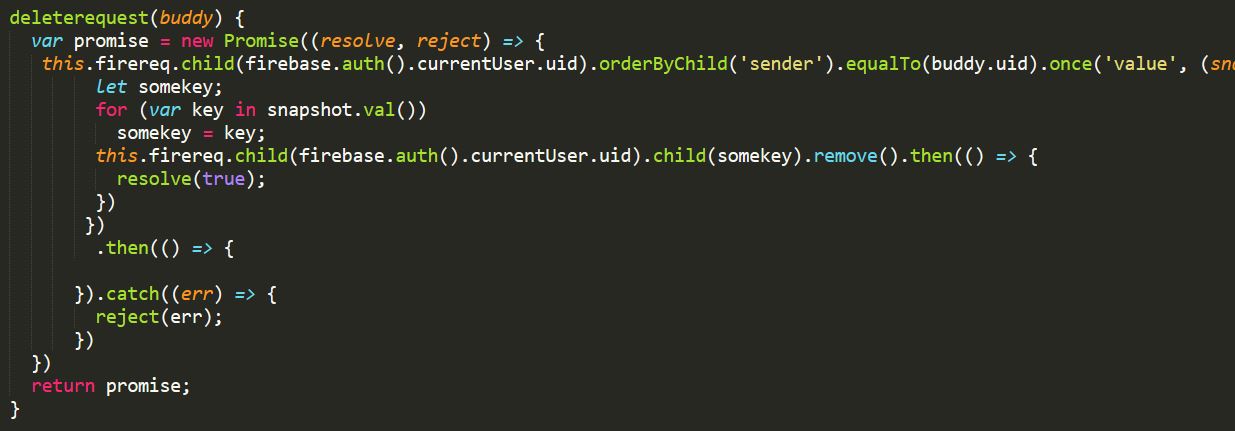 deleterequest(buddy) {
var promise = new Promise((resolve, reject) => {
this.firereq.child(firebase.auth().currentUser.uid).orderByChild('sender').equalTo(buddy.uid).once('value', (sna
let somekey;
for (var key in snapshot.val())
somekey = key;
this.firereq.child(firebase.auth().currentUser.uid).child(somekey).remove().then(() => {
resolve(true);
})
})
.then(() => {
}).catch((err) => {
reject(err);
})
})
return promise;
}